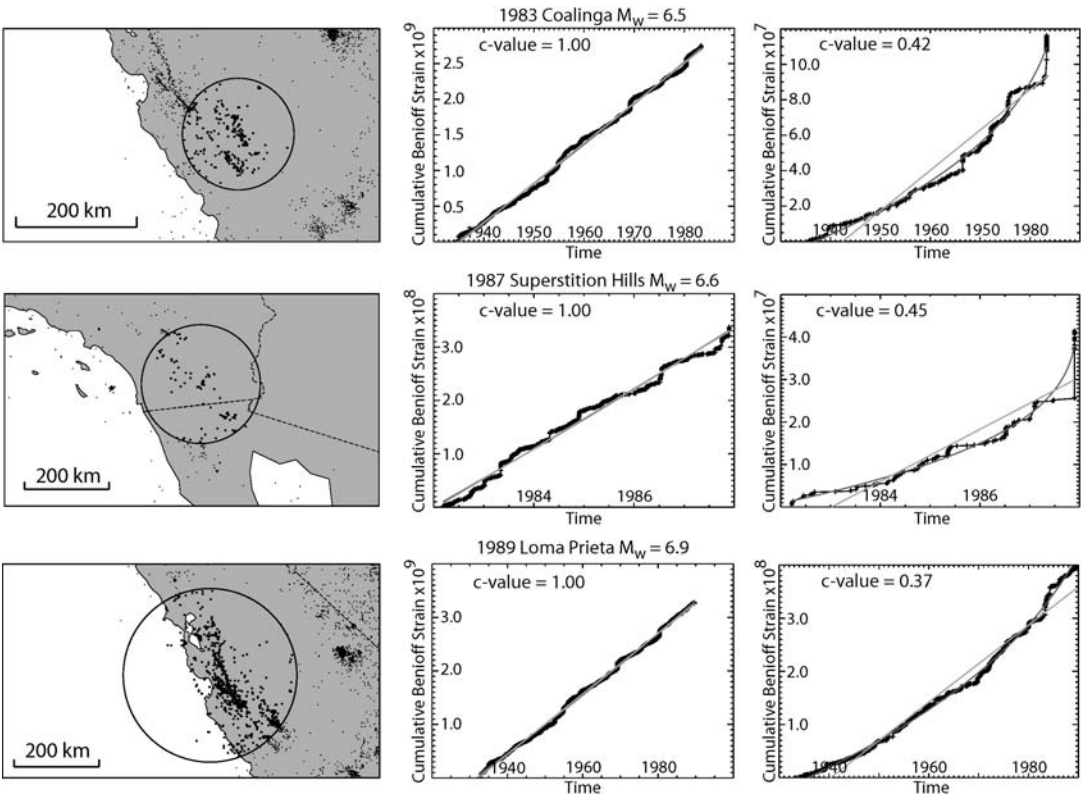 1983 Coalinga Mw = 6.5
200 km
Cumulative Benioff Strain x10^9
c-value = 1.00
2.5
2.0
1.5
1.0
0.5
1940 1950 1960 1970 1980
Time
Cumulative Benioff Strain x10^7
c-value = 0.42
10.0
8.0
6.0
4.0
2.0
1940 1950 1960 1950 1980
Time
1987 Superstition Hills Mw = 6.6
200 km
Cumulative Benioff Strain x10^8
c-value = 1.00
3.0
2.0
1.0
1984 1986
Time
Cumulative Benioff Strain x10^7
c-value = 0.45
4.0
3.0
2.0
1.0
1984 1986
Time
1989 Loma Prieta Mw = 6.9
200 km
Cumulative Benioff Strain x10^9
c-value = 1.00
3.0
2.0
1.0
1940 1960 1980
Time
Cumulative Benioff Strain x10^8
c-value = 0.37
3.0
2.0
1.0
1940 1960 1980
Time